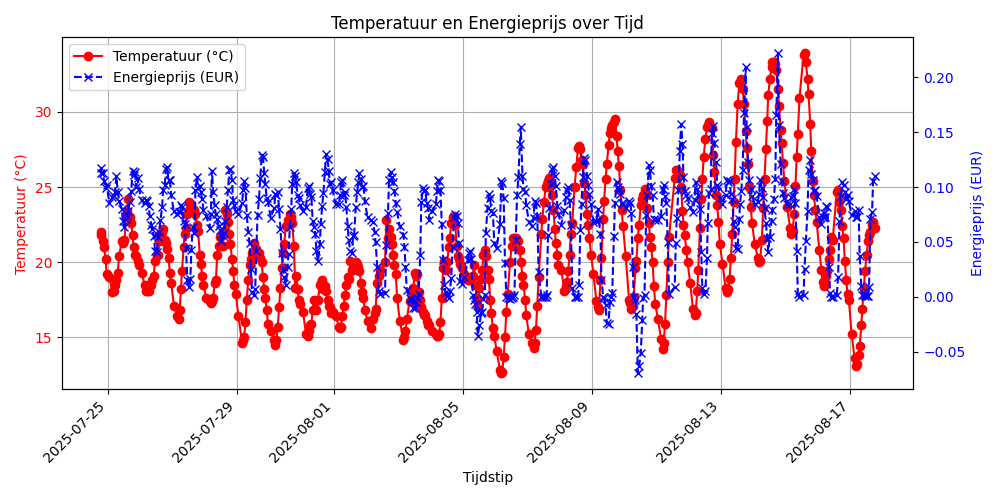 Temperatuur en Energieprijs over Tijd
Temperatuur (°C)
Energieprijs (EUR)
Temperatuur (°C)
30
25
20
15
0.20
0.15
0.10
0.05
0.00
−0.05
Energieprijs (EUR)
2025-07-25
2025-07-29
2025-08-01
2025-08-05
2025-08-09
2025-08-13
2025-08-17
Tijdstip